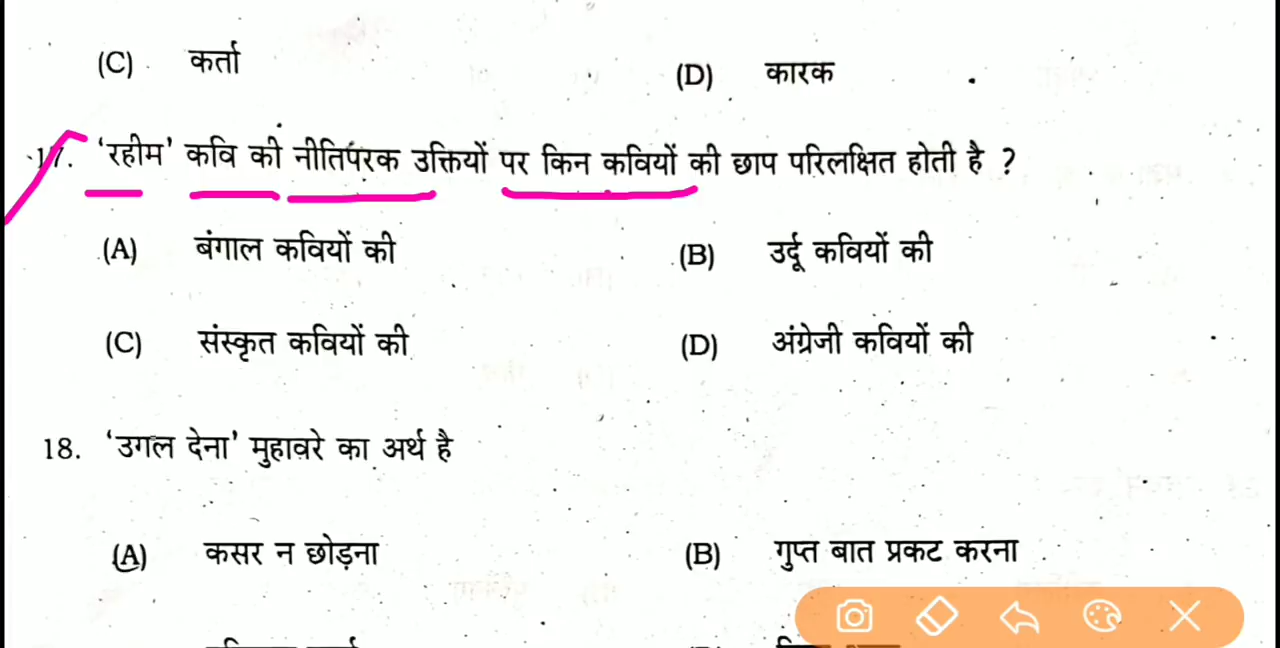 (C) कर्ता (D) कारक
17. 'रहीम' कवि की नीतिपरक उक्तियों पर किन कवियों की छाप परिलक्षित होती है ?
(A) बंगाल कवियों की (B) उर्दू कवियों की
(C) संस्कृत कवियों की (D) अंग्रेजी कवियों की
18. 'उगल देना' मुहावरे का अर्थ है
(A) कसर न छोड़ना (B) गुप्त बात प्रकट करना